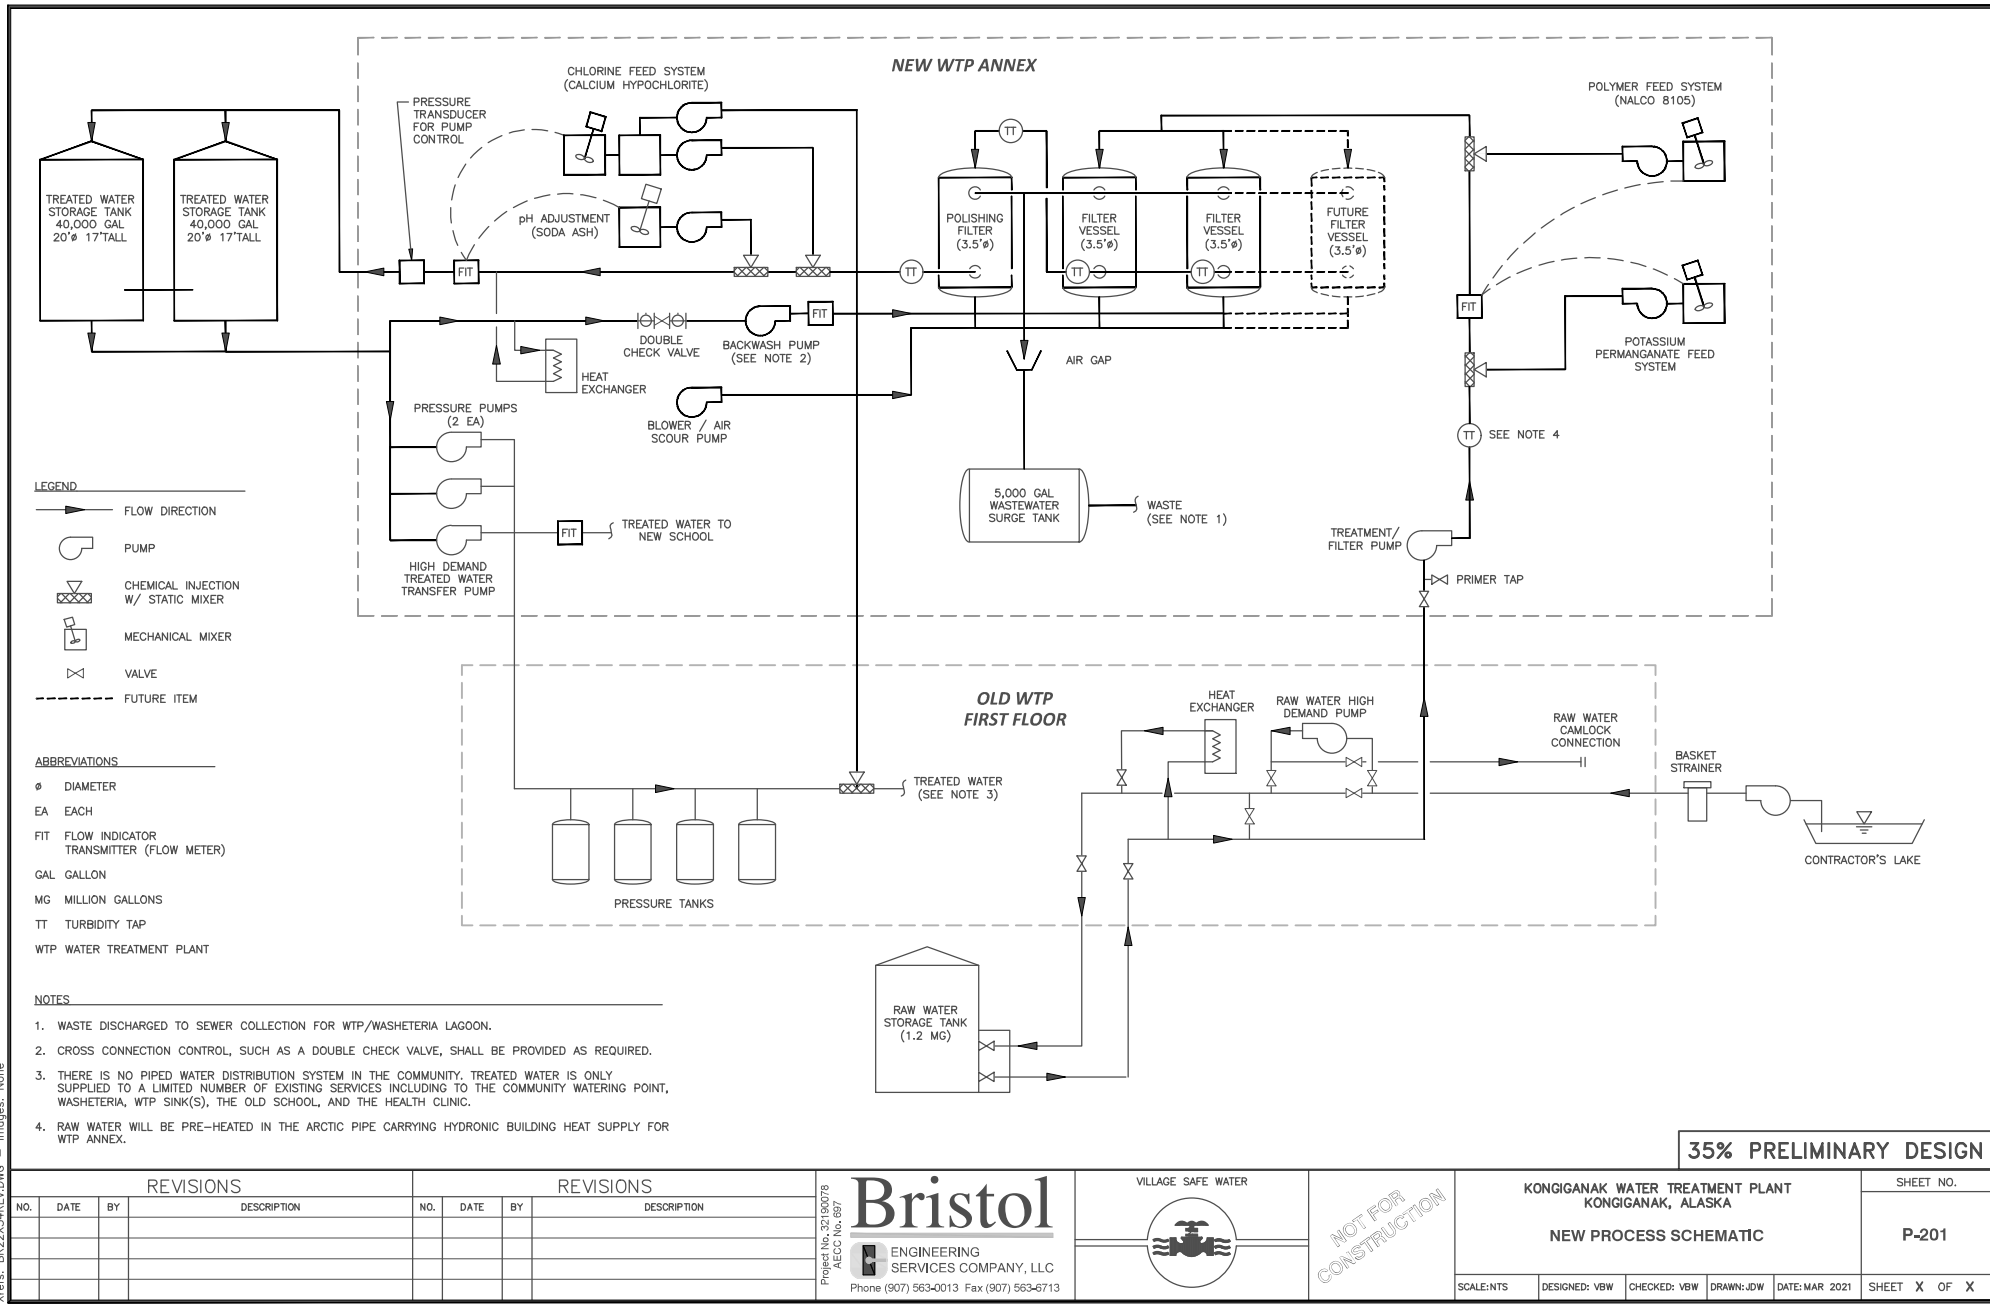 NEW WTP ANNEX
CHLORINE FEED SYSTEM
(CALCIUM HYPOCHLORITE)
PRESSURE
TRANSDUCER
FOR PUMP
CONTROL
POLYMER FEED SYSTEM
(NALCO 8105)
TREATED WATER
STORAGE TANK
40,000 GAL
20'ø 17'TALL
TREATED WATER
STORAGE TANK
40,000 GAL
20'ø 17'TALL
pH ADJUSTMENT
(SODA ASH)
TT
POLISHING
FILTER
(3.5'ø)
FILTER
VESSEL
(3.5'ø)
FILTER
VESSEL
(3.5'ø)
FUTURE
FILTER
VESSEL
(3.5'ø)
FIT
TT
TT
TT
FIT
FIT
DOUBLE
CHECK VALVE
BACKWASH PUMP
(SEE NOTE 2)
AIR GAP
POTASSIUM
PERMANGANATE FEED
SYSTEM
HEAT
EXCHANGER
PRESSURE PUMPS
(2 EA)
BLOWER / AIR
SCOUR PUMP
TT
SEE NOTE 4
5,000 GAL
WASTEWATER
SURGE TANK
WASTE
(SEE NOTE 1)
FIT
TREATED WATER TO
NEW SCHOOL
TREATMENT/
FILTER PUMP
HIGH DEMAND
TREATED WATER
TRANSFER PUMP
PRIMER TAP
LEGEND
FLOW DIRECTION
PUMP
CHEMICAL INJECTION
W/ STATIC MIXER
MECHANICAL MIXER
VALVE
FUTURE ITEM
OLD WTP
FIRST FLOOR
HEAT
EXCHANGER
RAW WATER HIGH
DEMAND PUMP
RAW WATER
CAMLOCK
CONNECTION
BASKET
STRAINER
TREATED WATER
(SEE NOTE 3)
CONTRACTOR'S LAKE
PRESSURE TANKS
RAW WATER
STORAGE TANK
(1.2 MG)
ABBREVIATIONS
ø DIAMETER
EA EACH
FIT FLOW INDICATOR
TRANSMITTER (FLOW METER)
GAL GALLON
MG MILLION GALLONS
TT TURBIDITY TAP
WTP WATER TREATMENT PLANT
NOTES
1. WASTE DISCHARGED TO SEWER COLLECTION FOR WTP/WASHETERIA LAGOON.
2. CROSS CONNECTION CONTROL, SUCH AS A DOUBLE CHECK VALVE, SHALL BE PROVIDED AS REQUIRED.
3. THERE IS NO PIPED WATER DISTRIBUTION SYSTEM IN THE COMMUNITY. TREATED WATER IS ONLY
SUPPLIED TO A LIMITED NUMBER OF EXISTING SERVICES INCLUDING TO THE COMMUNITY WATERING POINT,
WASHETERIA, WTP SINK(S), THE OLD SCHOOL, AND THE HEALTH CLINIC.
4. RAW WATER WILL BE PRE-HEATED IN THE ARCTIC PIPE CARRYING HYDRONIC BUILDING HEAT SUPPLY FOR
WTP ANNEX.
35% PRELIMINARY DESIGN
REVISIONS
NO. DATE BY DESCRIPTION
REVISIONS
NO. DATE BY DESCRIPTION
Project No. 32190078
AECC No. 697
Bristol
ENGINEERING
SERVICES COMPANY, LLC
Phone (907) 563-0013 Fax (907) 563-6713
VILLAGE SAFE WATER
NOT FOR
CONSTRUCTION
KONGIGANAK WATER TREATMENT PLANT
KONGIGANAK, ALASKA
NEW PROCESS SCHEMATIC
SHEET NO.
P-201
SCALE:NTS
DESIGNED: VBW
CHECKED: VBW
DRAWN:JDW
DATE:MAR 2021
SHEET X OF X